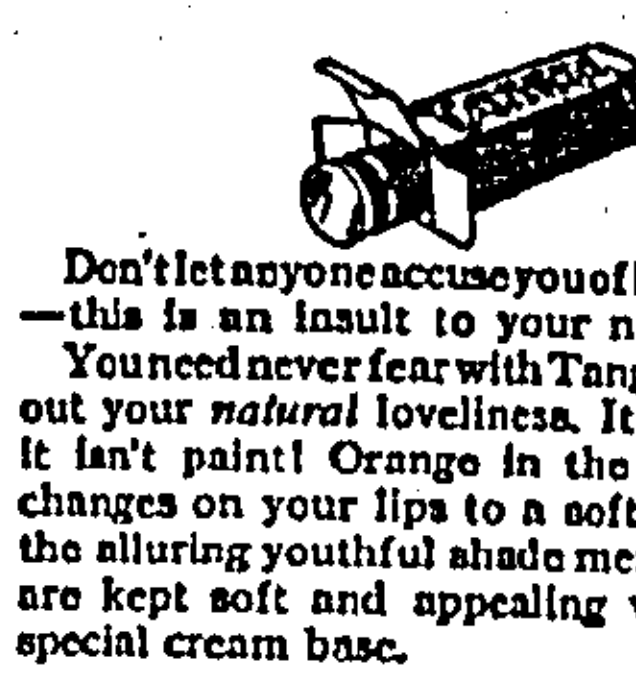 Don't let anyone accuse you of
—this is an insult to your
You need never fear with
out your natural loveliness. It
it isn't paint! Orange in the
changes on your lips to a soft
the alluring youthful shade
are kept soft and appealing
special cream base.